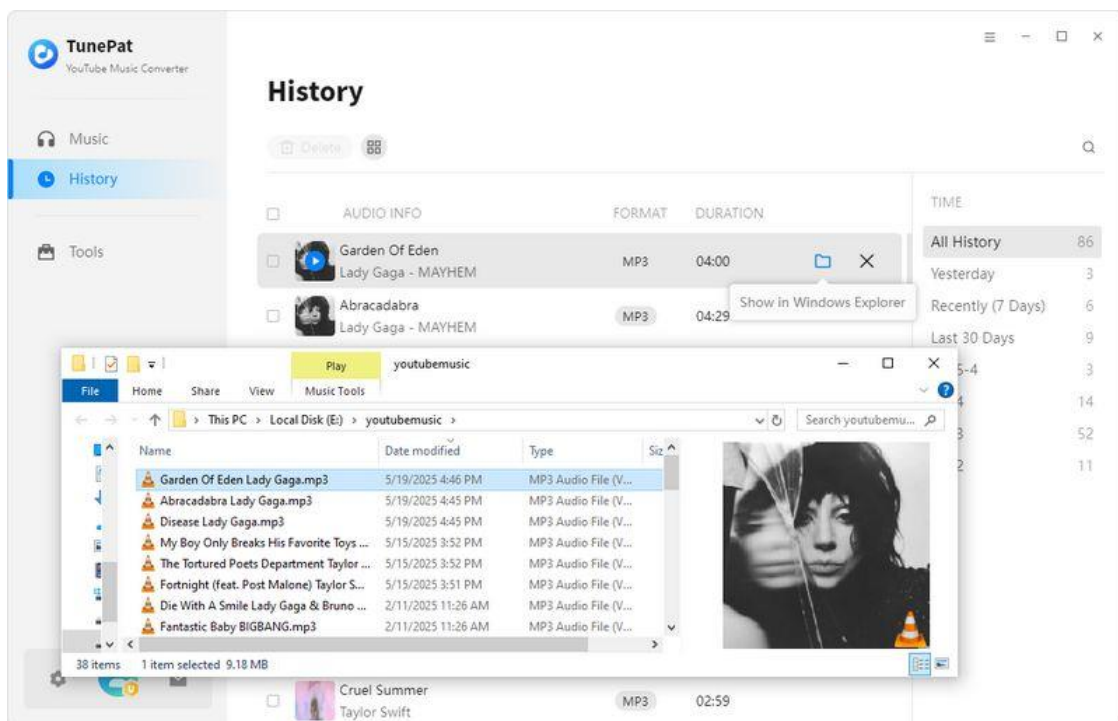 TunePat
YouTube Music Converter
History
Music
Delete
History
Tools
AUDIO INFO FORMAT DURATION
TIME
Garden Of Eden
Lady Gaga - MAYHEM
MP3 04:00
All History 86
Yesterday 3
Show in Windows Explorer
Abracadabra
Lady Gaga - MAYHEM
MP3 04:29
Recently (7 Days) 6
Last 30 Days 9
5-4 3
4 14
3 52
2 11
Play youtubemusic
File Home Share View Music Tools
This PC > Local Disk (E:) > youtubemusic >
Search youtubemu...
Name Date modified Type Siz
Garden Of Eden Lady Gaga.mp3 5/19/2025 4:46 PM MP3 Audio File (V...
Abracadabra Lady Gaga.mp3 5/19/2025 4:45 PM MP3 Audio File (V...
Disease Lady Gaga.mp3 5/19/2025 4:45 PM MP3 Audio File (V...
My Boy Only Breaks His Favorite Toys ... 5/15/2025 3:52 PM MP3 Audio File (V...
The Tortured Poets Department Taylor ... 5/15/2025 3:52 PM MP3 Audio File (V...
Fortnight (feat. Post Malone) Taylor S... 5/15/2025 3:51 PM MP3 Audio File (V...
Die With A Smile Lady Gaga & Bruno ... 2/11/2025 11:26 AM MP3 Audio File (V...
Fantastic Baby BIGBANG.mp3 2/11/2025 11:26 AM MP3 Audio File (V...
38 items 1 item selected 9.18 MB
Cruel Summer
Taylor Swift
MP3 02:59